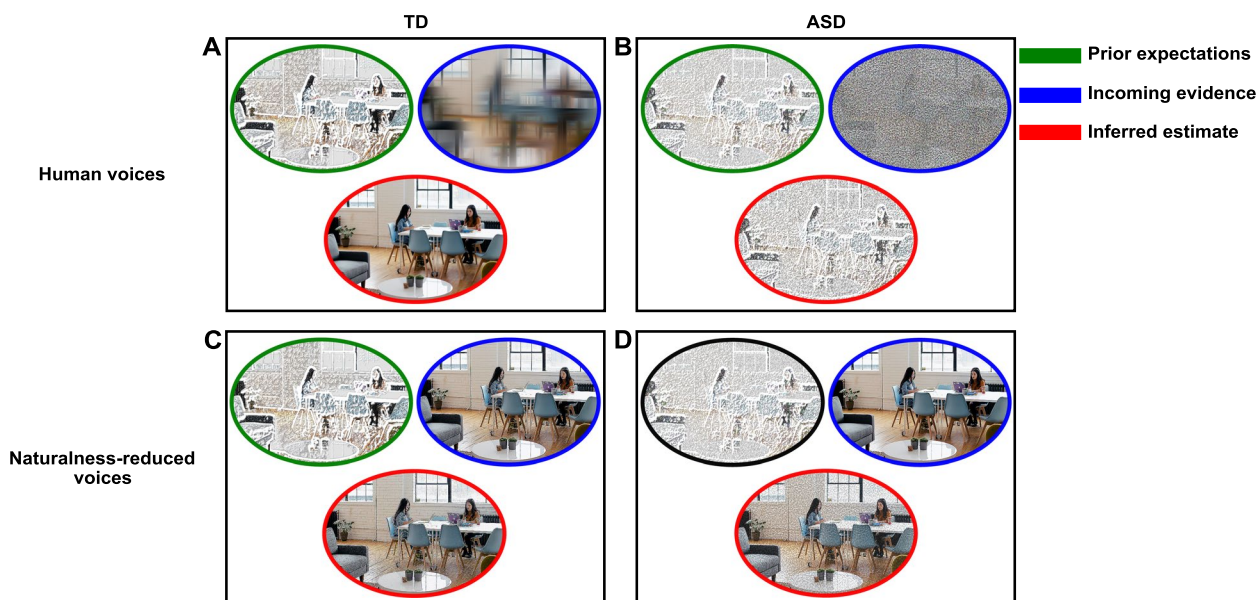 TD
ASD
A
B
Prior expectations
Incoming evidence
Inferred estimate
Human voices
C
D
Naturalness-reduced
voices